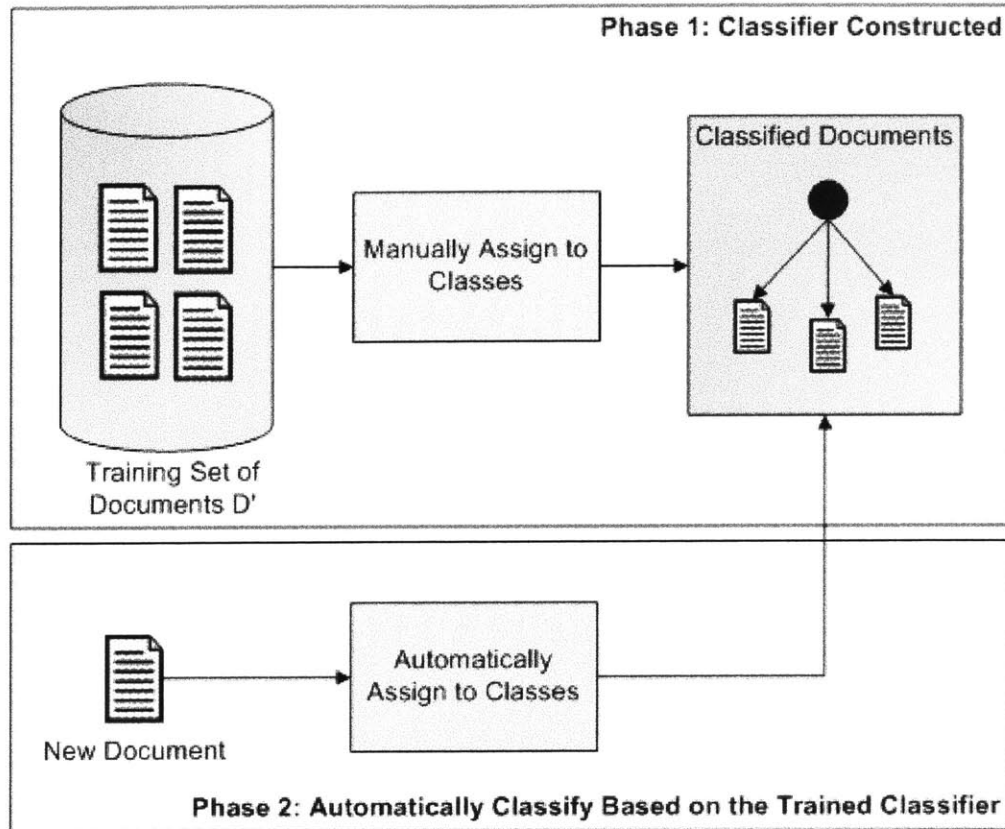 Phase 1: Classifier Constructed
Classified Documents
Manually Assign to
Classes
Training Set of
Documents D'
Automatically
Assign to Classes
New Document
Phase 2: Automatically Classify Based on the Trained Classifier